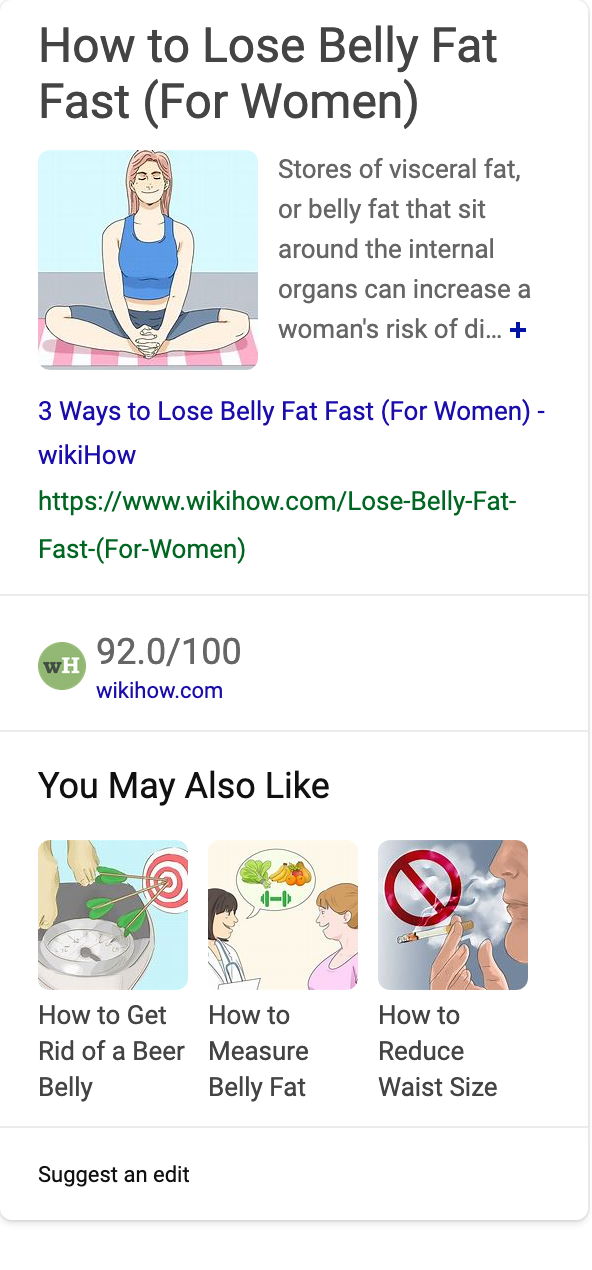 How to Lose Belly Fat
Fast (For Women)
Stores of visceral fat,
or belly fat that sit
around the internal
organs can increase a
woman's risk of di... +
3 Ways to Lose Belly Fat Fast (For Women) -
wikiHow
https://www.wikihow.com/Lose-Belly-Fat-
Fast-(For-Women)
wH
92.0/100
wikihow.com
You May Also Like
How to Get
Rid of a Beer
Belly
How to
Measure
Belly Fat
How to
Reduce
Waist Size
Suggest an edit